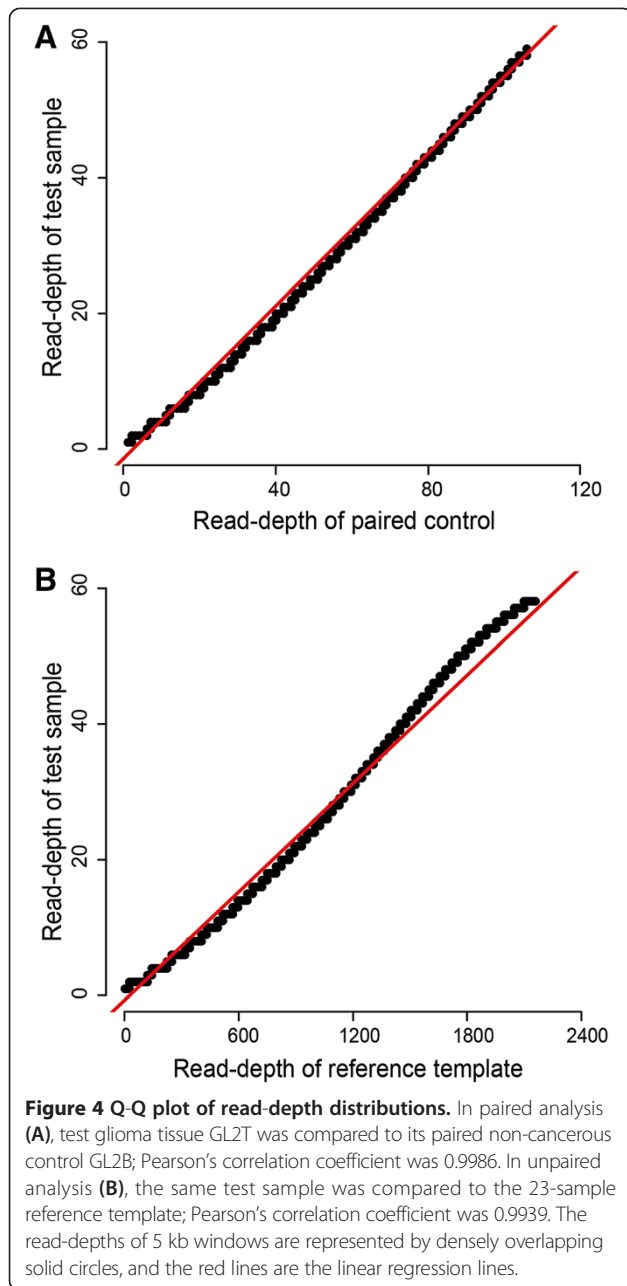 A
60
40
20
0
Read-depth of test sample
0 40 80 120
Read-depth of paired control
B
60
40
20
0
Read-depth of test sample
0 600 1200 1800 2400
Read-depth of reference template
Figure 4 Q-Q plot of read-depth distributions. In paired analysis
(A), test glioma tissue GL2T was compared to its paired non-cancerous
control GL2B; Pearson's correlation coefficient was 0.9986. In unpaired
analysis (B), the same test sample was compared to the 23-sample
reference template; Pearson's correlation coefficient was 0.9939. The
read-depths of 5 kb windows are represented by densely overlapping
solid circles, and the red lines are the linear regression lines.